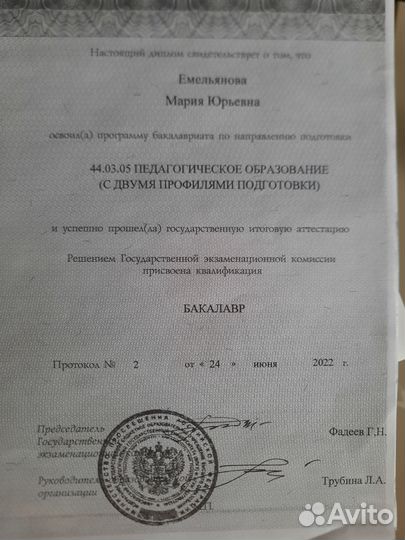 Настоящий диплом свидетельствует о том, что
Емельянова
Мария Юрьевна
освоил(а) программу бакалавриата по направлению подготовки
44.03.05 ПЕДАГОГИЧЕСКОЕ ОБРАЗОВАНИЕ
(С ДВУМЯ ПРОФИЛЯМИ ПОДГОТОВКИ)
и успешно прошел(ла) государственную итоговую аттестацию
Решением Государственной экзаменационной комиссии
присвоена квалификация
БАКАЛАВР
Протокол № 2 от « 24 » июня 2022 г.
Председатель
Государственной
экзаменационной
Фадеев Г.Н.
Руководитель
организации
Трубина Л.А.
М.П.
Avito